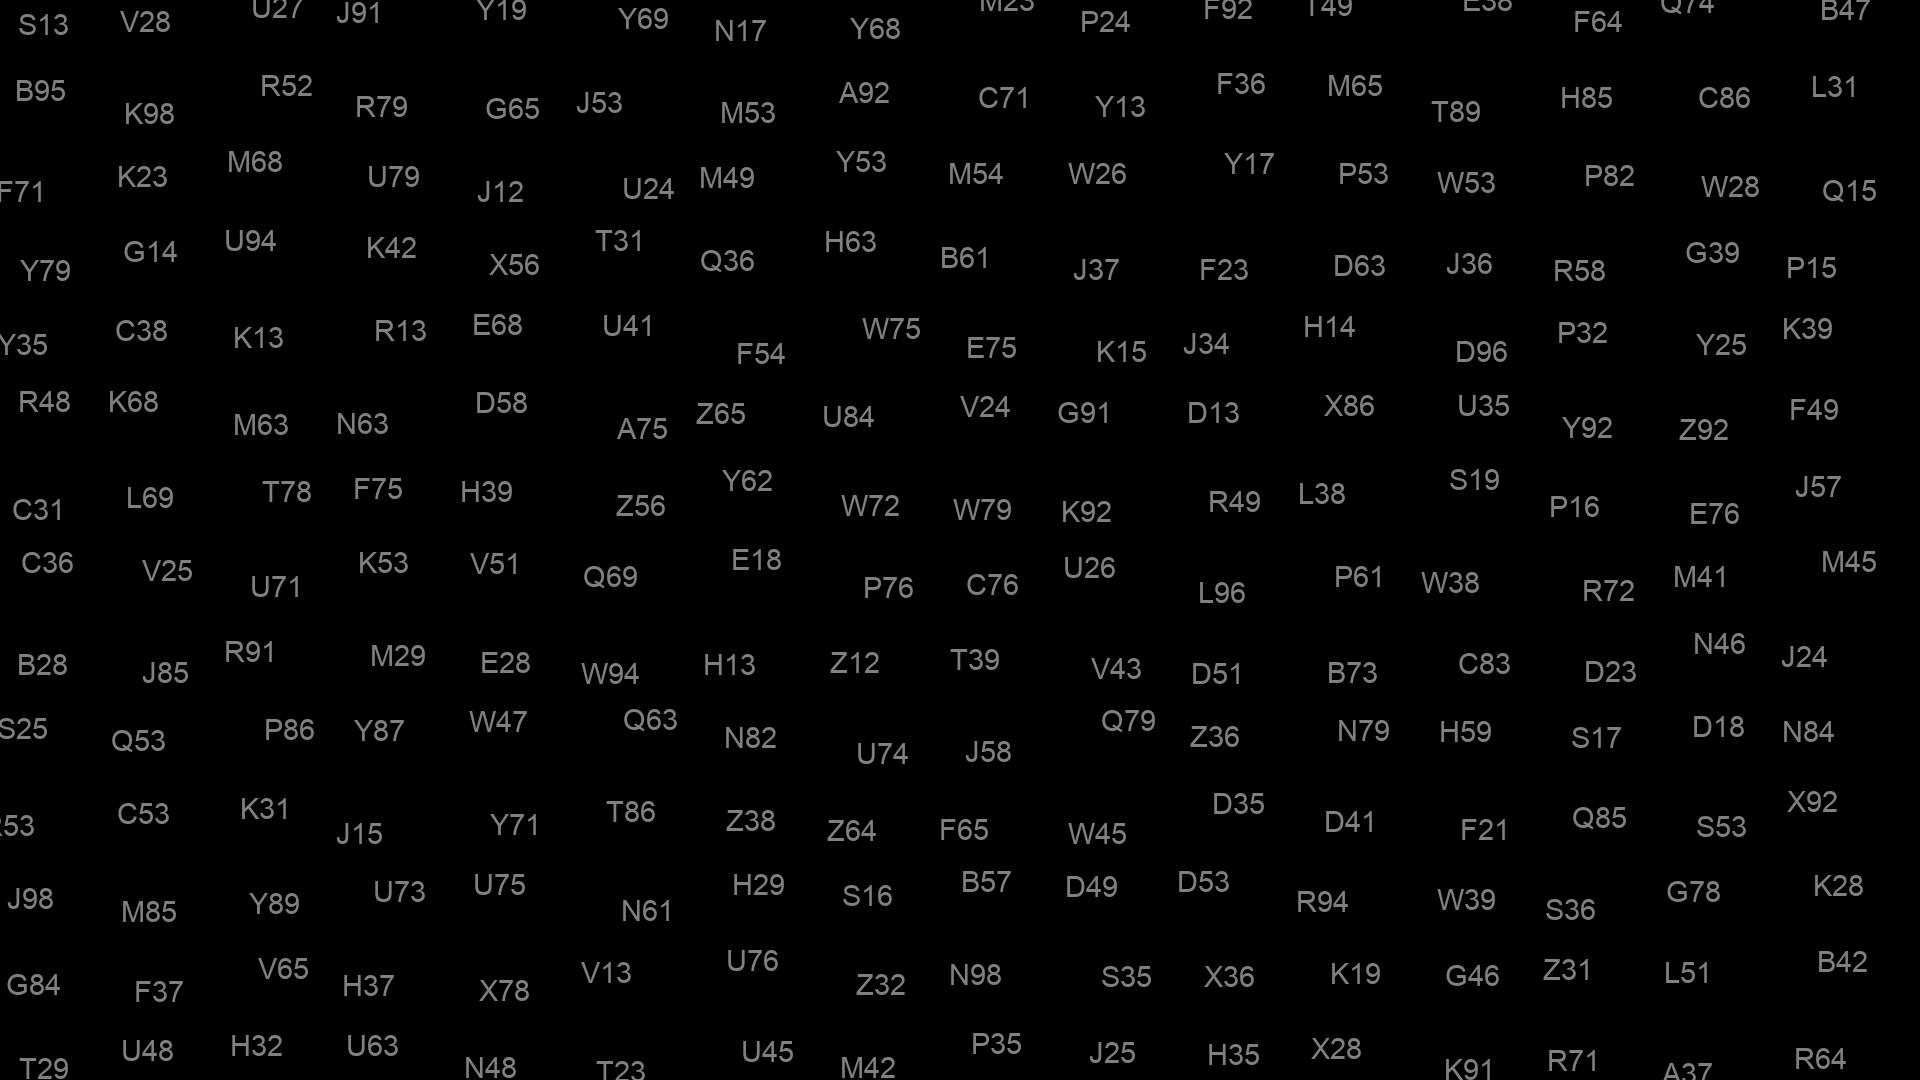 S13 V28 U27 J91 Y19 Y69 N17 Y68 M23 P24 F92 T49 E38 F64 Q74 B47
B95 K98 R52 R79 G65 J53 M53 A92 C71 Y13 F36 M65 T89 H85 C86 L31
F71 K23 M68 U79 J12 U24 M49 Y53 M54 W26 Y17 P53 W53 P82 W28 Q15
Y79 G14 U94 K42 X56 T31 Q36 H63 B61 J37 F23 D63 J36 R58 G39 P15
Y35 C38 K13 R13 E68 U41 F54 W75 E75 K15 J34 H14 D96 P32 Y25 K39
R48 K68 M63 N63 D58 A75 Z65 U84 V24 G91 D13 X86 U35 Y92 Z92 F49
C31 L69 T78 F75 H39 Z56 Y62 W72 W79 K92 R49 L38 S19 P16 E76 J57
C36 V25 U71 K53 V51 Q69 E18 P76 C76 U26 L96 P61 W38 R72 M41 M45
B28 J85 R91 M29 E28 W94 H13 Z12 T39 V43 D51 B73 C83 D23 N46 J24
S25 Q53 P86 Y87 W47 Q63 N82 U74 J58 Q79 Z36 N79 H59 S17 D18 N84
C53 K31 J15 Y71 T86 Z38 Z64 F65 W45 D35 D41 F21 Q85 S53 X92
J98 M85 Y89 U73 U75 N61 H29 S16 B57 D49 D53 R94 W39 S36 G78 K28
G84 F37 V65 H37 X78 V13 U76 Z32 N98 S35 X36 K19 G46 Z31 L51 B42
T29 U48 H32 U63 N48 T23 U45 M42 P35 J25 H35 X28 K91 R71 A37 R64